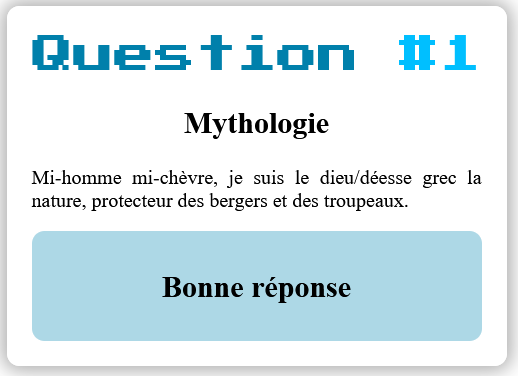 Question #1
Mythologie
Mi-homme mi-chèvre, je suis le dieu/déesse grec la
nature, protecteur des bergers et des troupeaux.
Bonne réponse